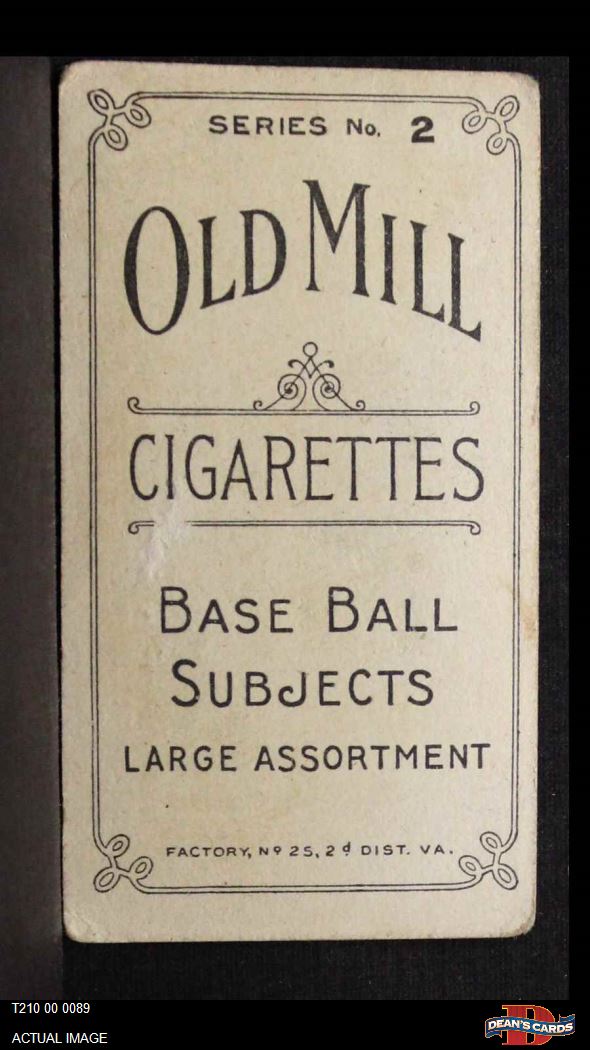 SERIES No. 2
OLD MILL
CIGARETTES
BASE BALL
SUBJECTS
LARGE ASSORTMENT
FACTORY, Nº 25, 2d DIST. VA.
T210 00 0089
ACTUAL IMAGE
D
DEAN'S CARDS